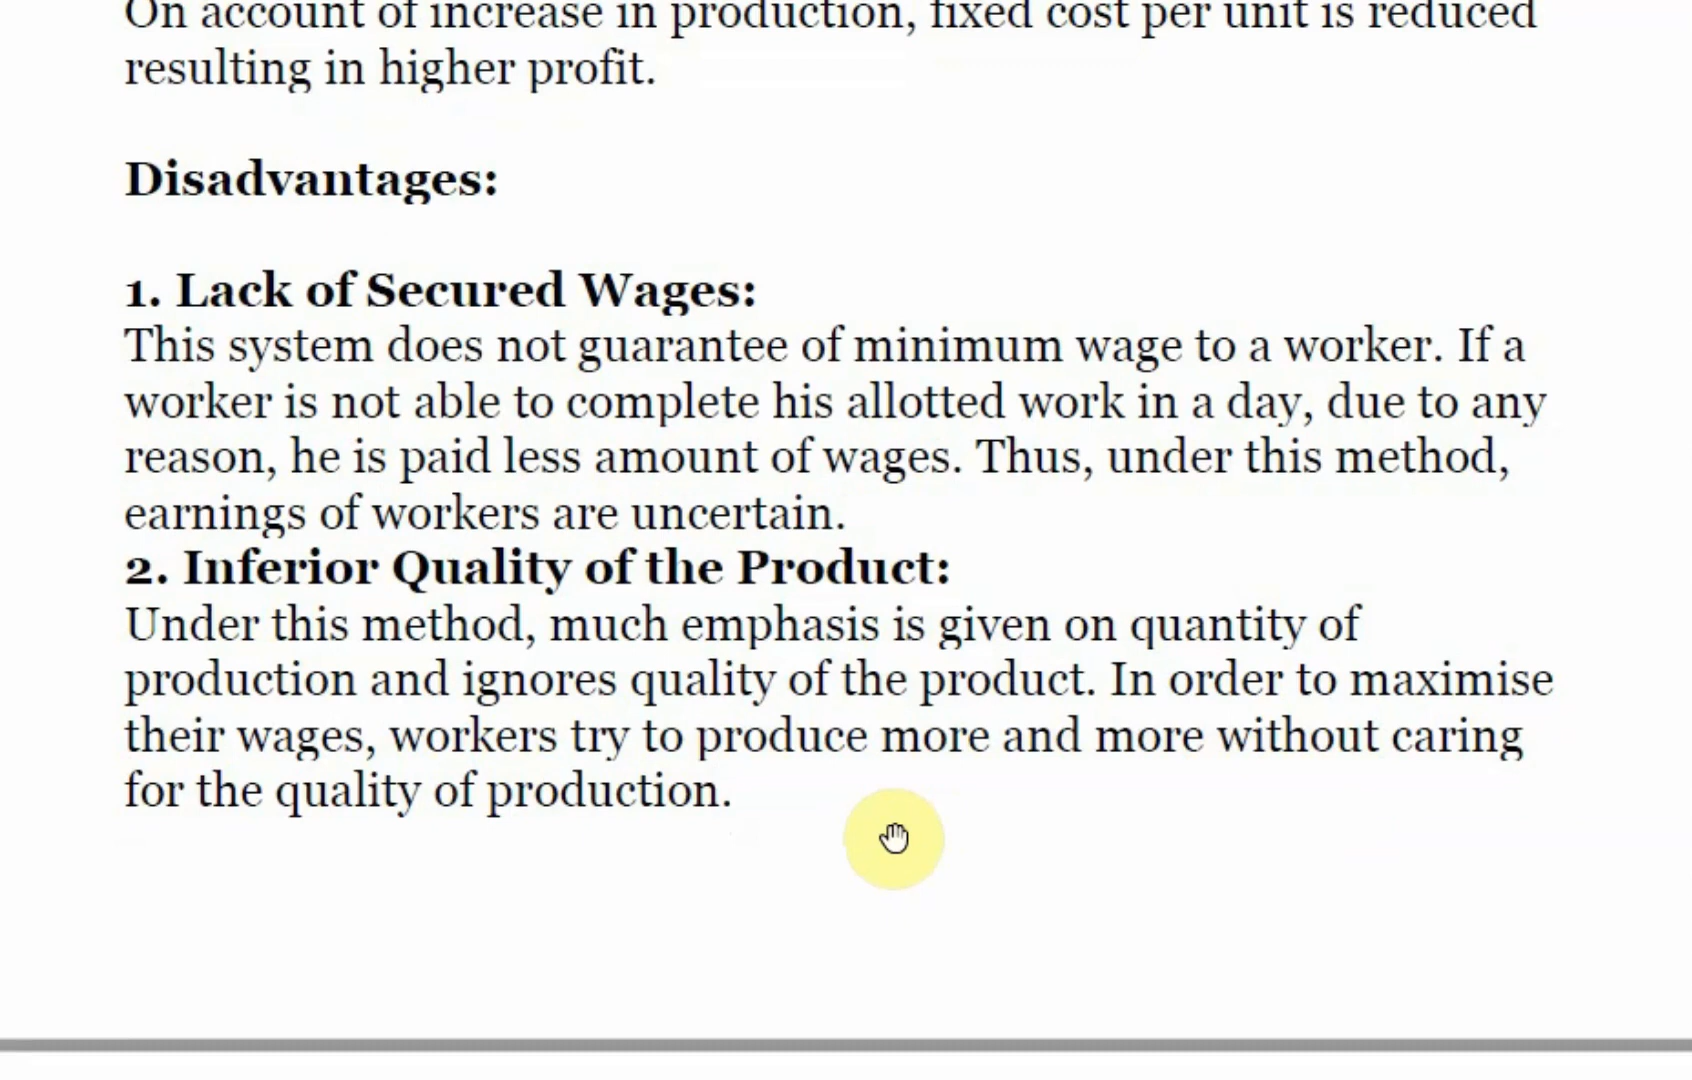 On account of increase in production, fixed cost per unit is reduced
resulting in higher profit.
Disadvantages:
1. Lack of Secured Wages:
This system does not guarantee of minimum wage to a worker. If a
worker is not able to complete his allotted work in a day, due to any
reason, he is paid less amount of wages. Thus, under this method,
earnings of workers are uncertain.
2. Inferior Quality of the Product:
Under this method, much emphasis is given on quantity of
production and ignores quality of the product. In order to maximise
their wages, workers try to produce more and more without caring
for the quality of production.